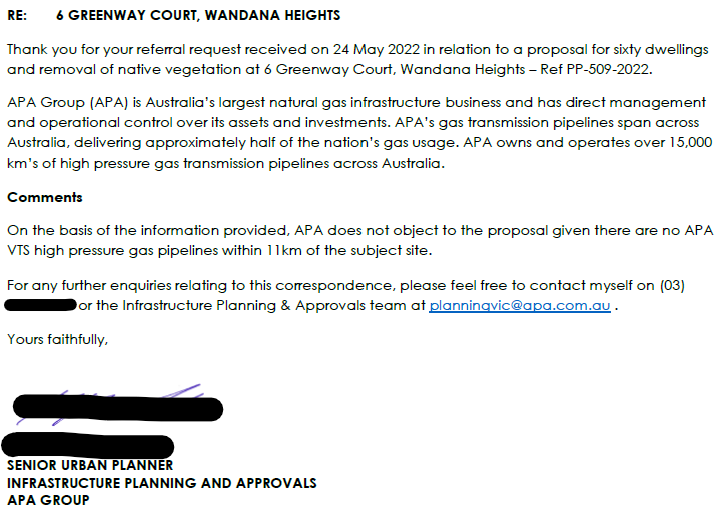 RE: 6 GREENWAY COURT, WANDANA HEIGHTS
Thank you for your referral request received on 24 May 2022 in relation to a proposal for sixty dwellings
and removal of native vegetation at 6 Greenway Court, Wandana Heights – Ref PP-509-2022.
APA Group (APA) is Australia's largest natural gas infrastructure business and has direct management
and operational control over its assets and investments. APA's gas transmission pipelines span across
Australia, delivering approximately half of the nation's gas usage. APA owns and operates over 15,000
km's of high pressure gas transmission pipelines across Australia.
Comments
On the basis of the information provided, APA does not object to the proposal given there are no APA
VTS high pressure gas pipelines within 11km of the subject site.
For any further enquiries relating to this correspondence, please feel free to contact myself on (03)
or the Infrastructure Planning & Approvals team at planningvic@apa.com.au .
Yours faithfully,
SENIOR URBAN PLANNER
INFRASTRUCTURE PLANNING AND APPROVALS
APA GROUP